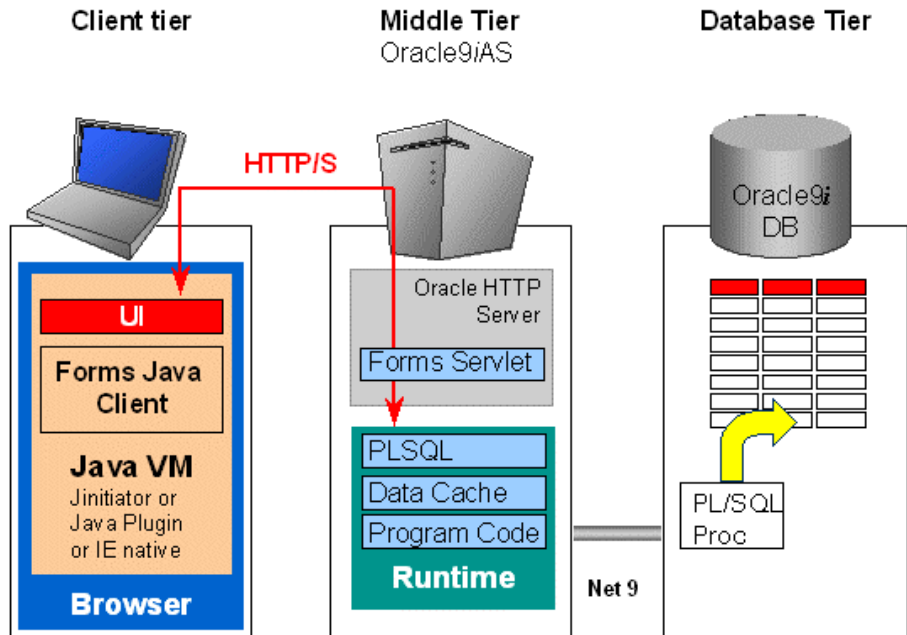 Client tier
Middle Tier
Oracle9iAS
Database Tier
HTTP/S
Oracle9i
DB
UI
Forms Java
Client
Java VM
Jinitiator or
Java Plugin
or IE native
Browser
Oracle HTTP
Server
Forms Servlet
PLSQL
Data Cache
Program Code
Runtime
Net 9
PL/SQL
Proc